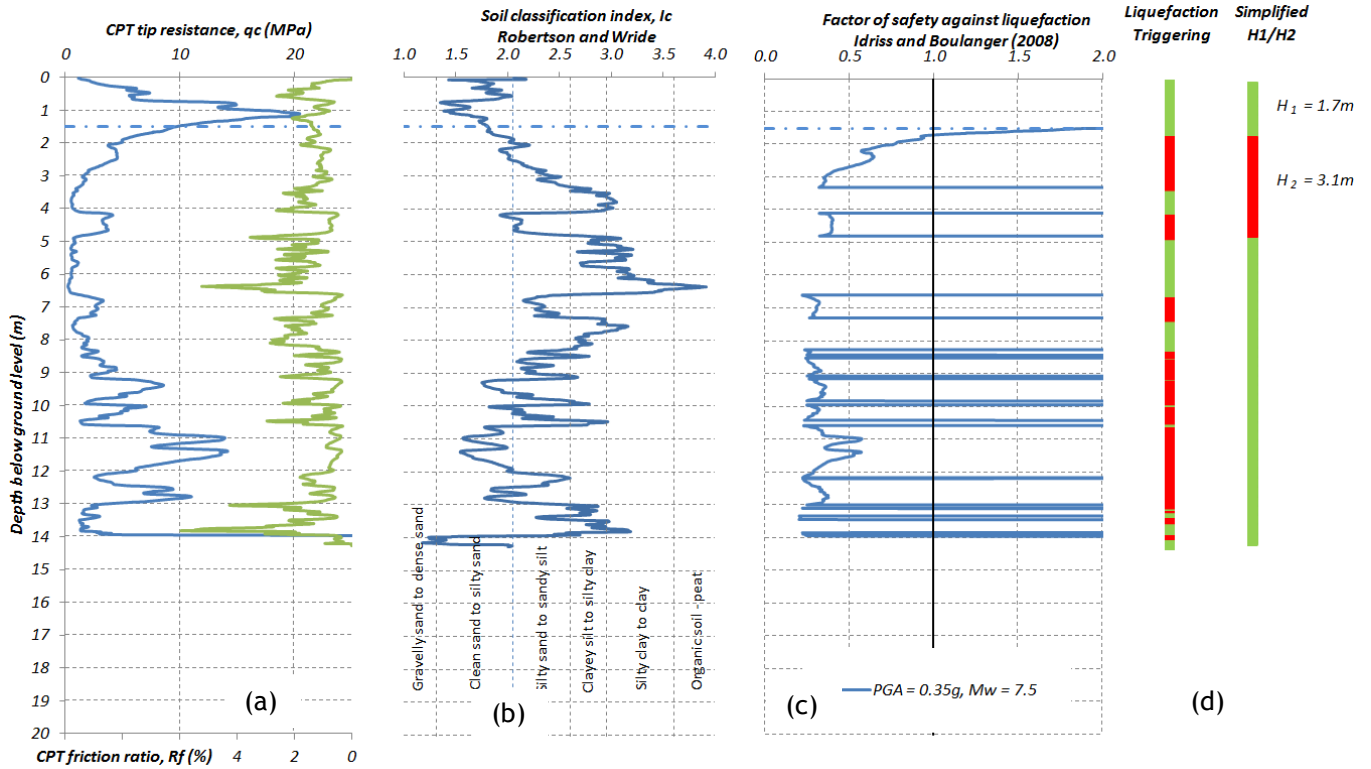 CPT tip resistance, qc (MPa)
0 10 20
Soil classification index, Ic
Robertson and Wride
1.0 1.5 2.0 2.5 3.0 3.5 4.0
Factor of safety against liquefaction
Idriss and Boulanger (2008)
0.0 0.5 1.0 1.5 2.0
Liquefaction
Triggering
Simplified
H1/H2
Depth below ground level (m)
0
1
2
3
4
5
6
7
8
9
10
11
12
13
14
15
16
17
18
19
20
H1 = 1.7m
H2 = 3.1m
Gravelly sand to dense sand
Clean sand to silty sand
Silty sand to sandy silt
Clayey silt to silty clay
Silty clay to clay
Organic soil -peat
PGA = 0.35g, Mw = 7.5
(a)
(b)
(c)
(d)
CPT friction ratio, Rf (%) 4 2 0